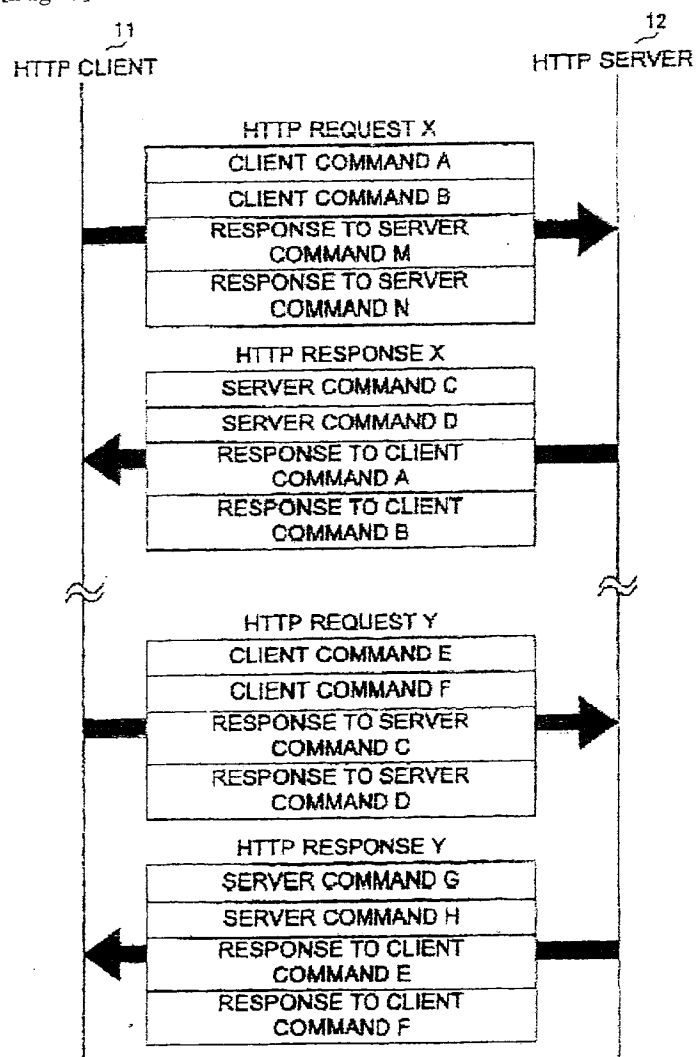 11
HTTP CLIENT
12
HTTP SERVER
HTTP REQUEST X
CLIENT COMMAND A
CLIENT COMMAND B
RESPONSE TO SERVER
COMMAND M
RESPONSE TO SERVER
COMMAND N
HTTP RESPONSE X
SERVER COMMAND C
SERVER COMMAND D
RESPONSE TO CLIENT
COMMAND A
RESPONSE TO CLIENT
COMMAND B
HTTP REQUEST Y
CLIENT COMMAND E
CLIENT COMMAND F
RESPONSE TO SERVER
COMMAND C
RESPONSE TO SERVER
COMMAND D
HTTP RESPONSE Y
SERVER COMMAND G
SERVER COMMAND H
RESPONSE TO CLIENT
COMMAND E
RESPONSE TO CLIENT
COMMAND F